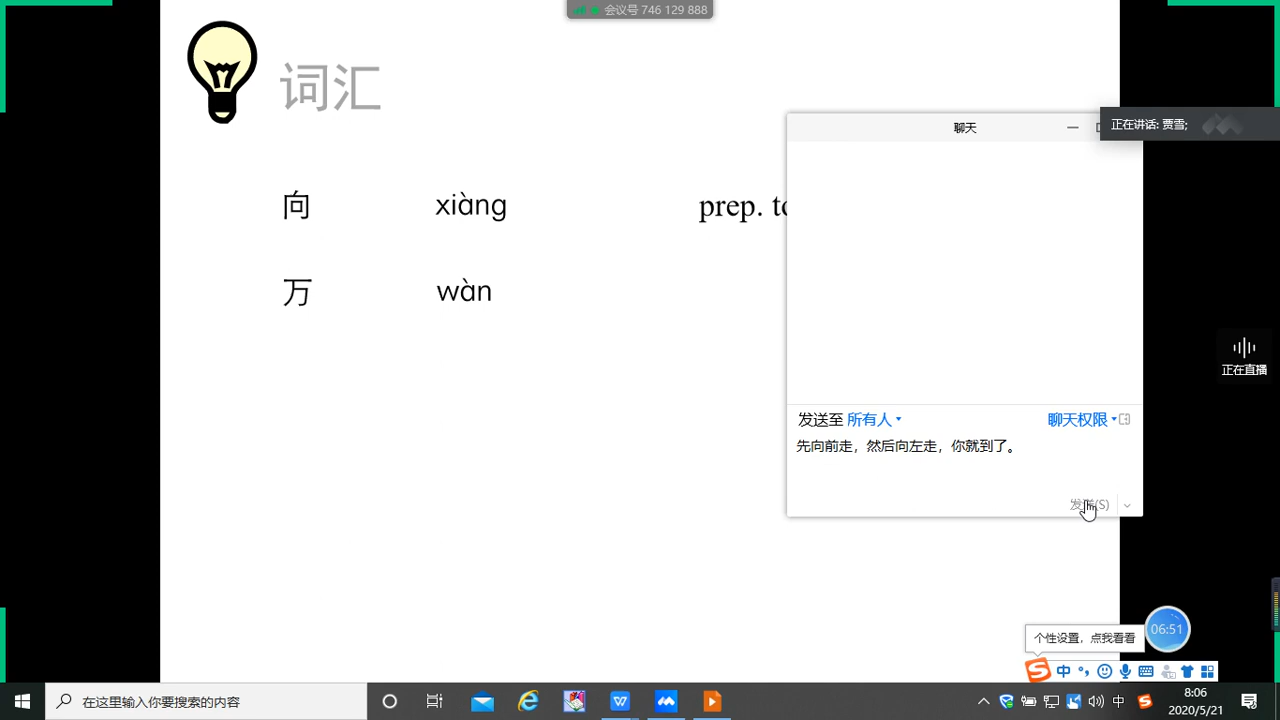 会议号 746 129 888
词汇
聊天
正在讲话: 贾雪;
向 xiàng prep.
万 wàn
正在直播
发送至 所有人 聊天权限
先向前走，然后向左走，你就到了。
(S)
06:51
个性设置，点我看看
中
在这里输入你要搜索的内容
中
8:06
2020/5/21